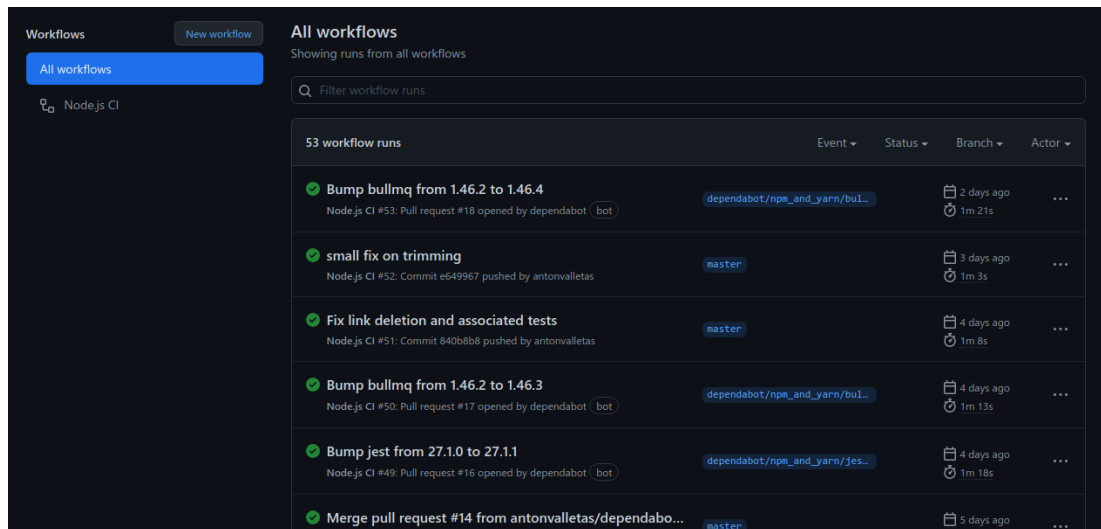 Workflows
New workflow
All workflows
Node.js CI
All workflows
Showing runs from all workflows
Filter workflow runs
53 workflow runs
Event
Status
Branch
Actor
Bump bullmq from 1.46.2 to 1.46.4
Node.js CI #53: Pull request #18 opened by dependabot bot
dependabot/npm_and_yarn/bul…
2 days ago
1m 21s
small fix on trimming
Node.js CI #52: Commit e649967 pushed by antonvalletas
master
3 days ago
1m 3s
Fix link deletion and associated tests
Node.js CI #51: Commit 840b8b8 pushed by antonvalletas
master
4 days ago
1m 8s
Bump bullmq from 1.46.2 to 1.46.3
Node.js CI #50: Pull request #17 opened by dependabot bot
dependabot/npm_and_yarn/bul…
4 days ago
1m 13s
Bump jest from 27.1.0 to 27.1.1
Node.js CI #49: Pull request #16 opened by dependabot bot
dependabot/npm_and_yarn/jes…
4 days ago
1m 18s
Merge pull request #14 from antonvalletas/dependabo...
master
5 days ago